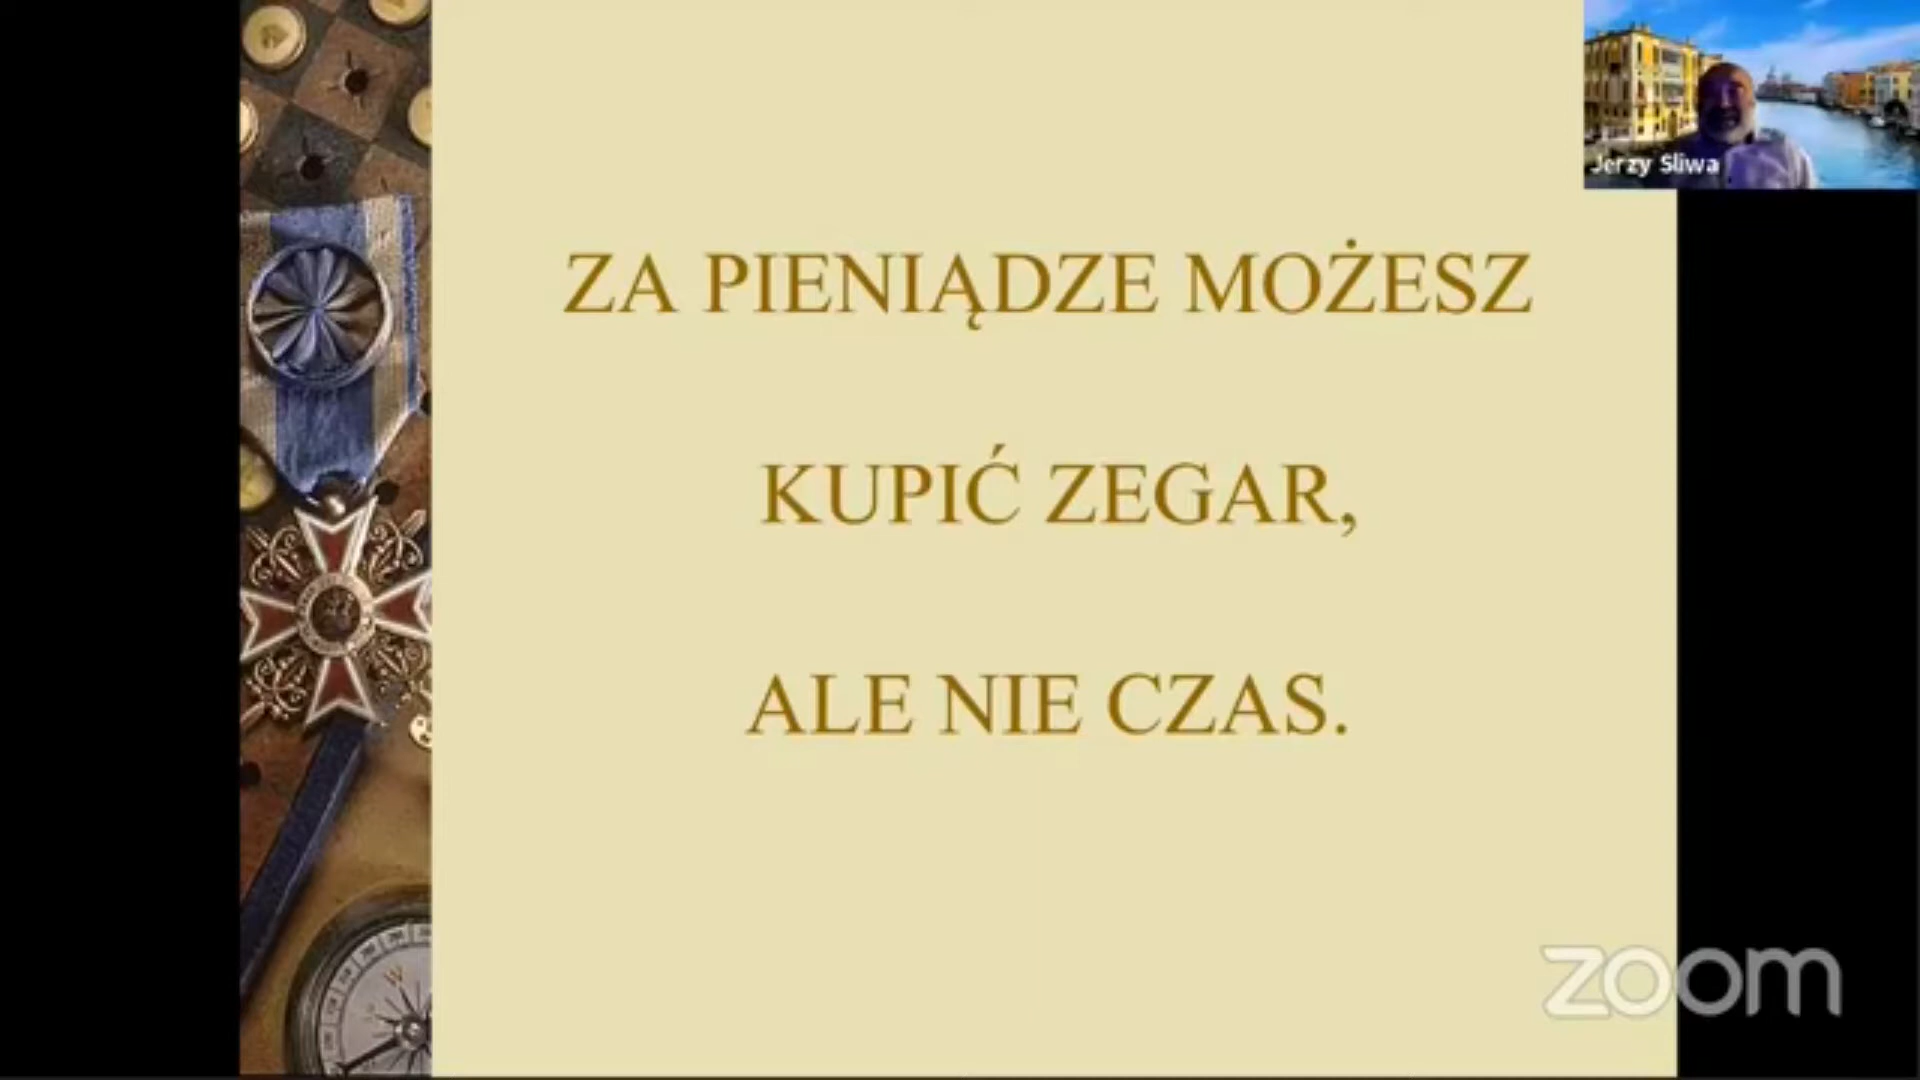 Jerzy Sliwa
ZA PIENIĄDZE MOŻESZ
KUPIĆ ZEGAR,
ALE NIE CZAS.
zoom